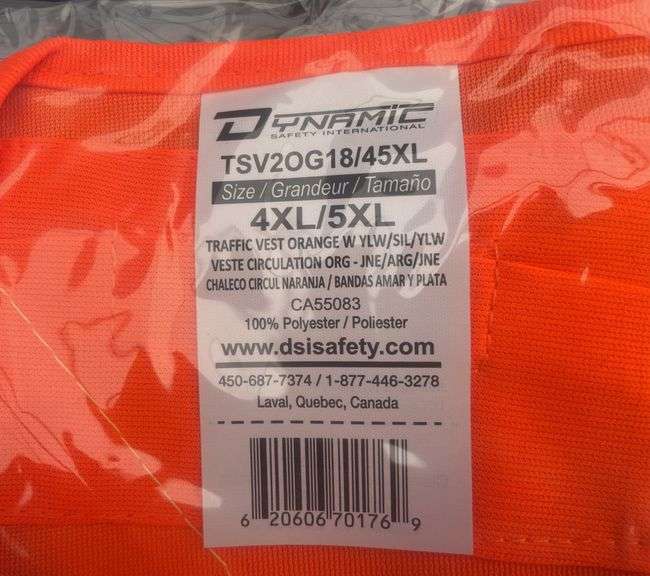 DYNAMIC
SAFETY INTERNATIONAL
TSV2OG18/45XL
Size / Grandeur / Tamaño
4XL/5XL
TRAFFIC VEST ORANGE W YLW/SIL/YLW
VESTE CIRCULATION ORG - JNE/ARG/JNE
CHALECO CIRCUL NARANJA / BANDAS AMAR Y PLATA
CA55083
100% Polyester / Poliester
www.dsisafety.com
450-687-7374 / 1-877-446-3278
Laval, Quebec, Canada
6 20606 70176 9